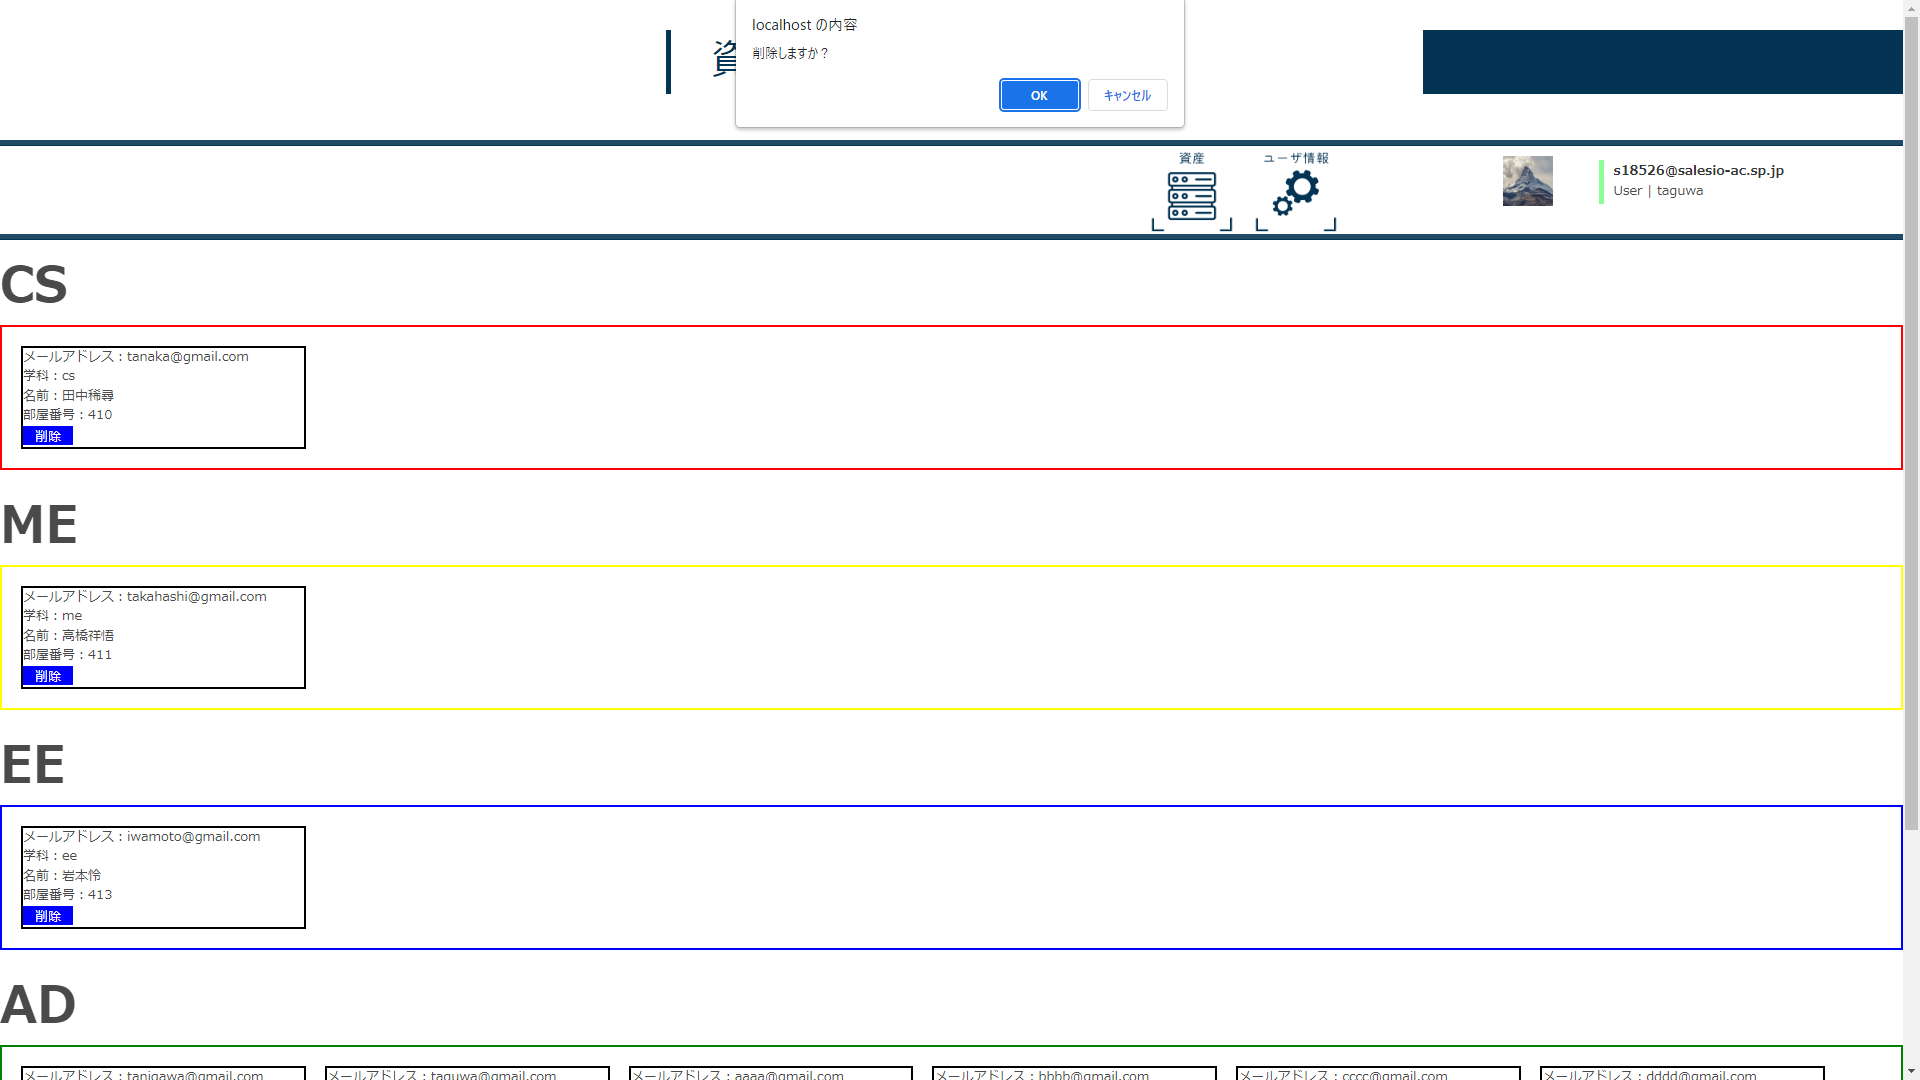 localhost の内容
削除しますか？
OK
キャンセル
資
資産
ユーザ情報
s18526@salesio-ac.sp.jp
User | taguwa
CS
メールアドレス : tanaka@gmail.com
学科 : cs
名前 : 田中稀尋
部屋番号 : 410
削除
ME
メールアドレス : takahashi@gmail.com
学科 : me
名前 : 高橋祥悟
部屋番号 : 411
削除
EE
メールアドレス : iwamoto@gmail.com
学科 : ee
名前 : 岩本怜
部屋番号 : 413
削除
AD
メールアドレス : tanigawa@gmail.com
メールアドレス : taguwa@gmail.com
メールアドレス : aaaa@gmail.com
メールアドレス : bbbb@gmail.com
メールアドレス : cccc@gmail.com
メールアドレス : dddd@gmail.com